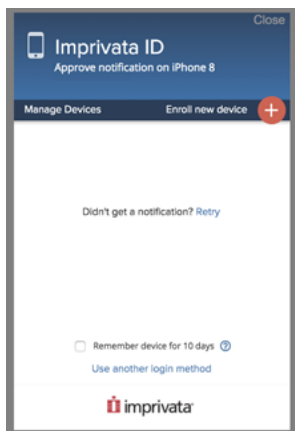 Close
Imprivata ID
Approve notification on iPhone 8
Manage Devices Enroll new device +
Didn't get a notification? Retry
Remember device for 10 days ?
Use another login method
imprivata